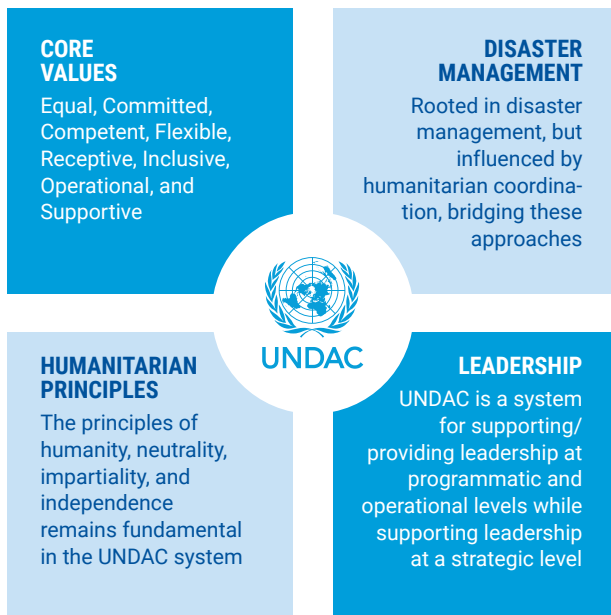 CORE
VALUES
Equal, Committed,
Competent, Flexible,
Receptive, Inclusive,
Operational, and
Supportive
DISASTER
MANAGEMENT
Rooted in disaster
management, but
influenced by
humanitarian coordina-
tion, bridging these
approaches
UNDAC
HUMANITARIAN
PRINCIPLES
The principles of
humanity, neutrality,
impartiality, and
independence
remains fundamental
in the UNDAC system
LEADERSHIP
UNDAC is a system
for supporting/
providing leadership at
programmatic and
operational levels while
supporting leadership
at a strategic level